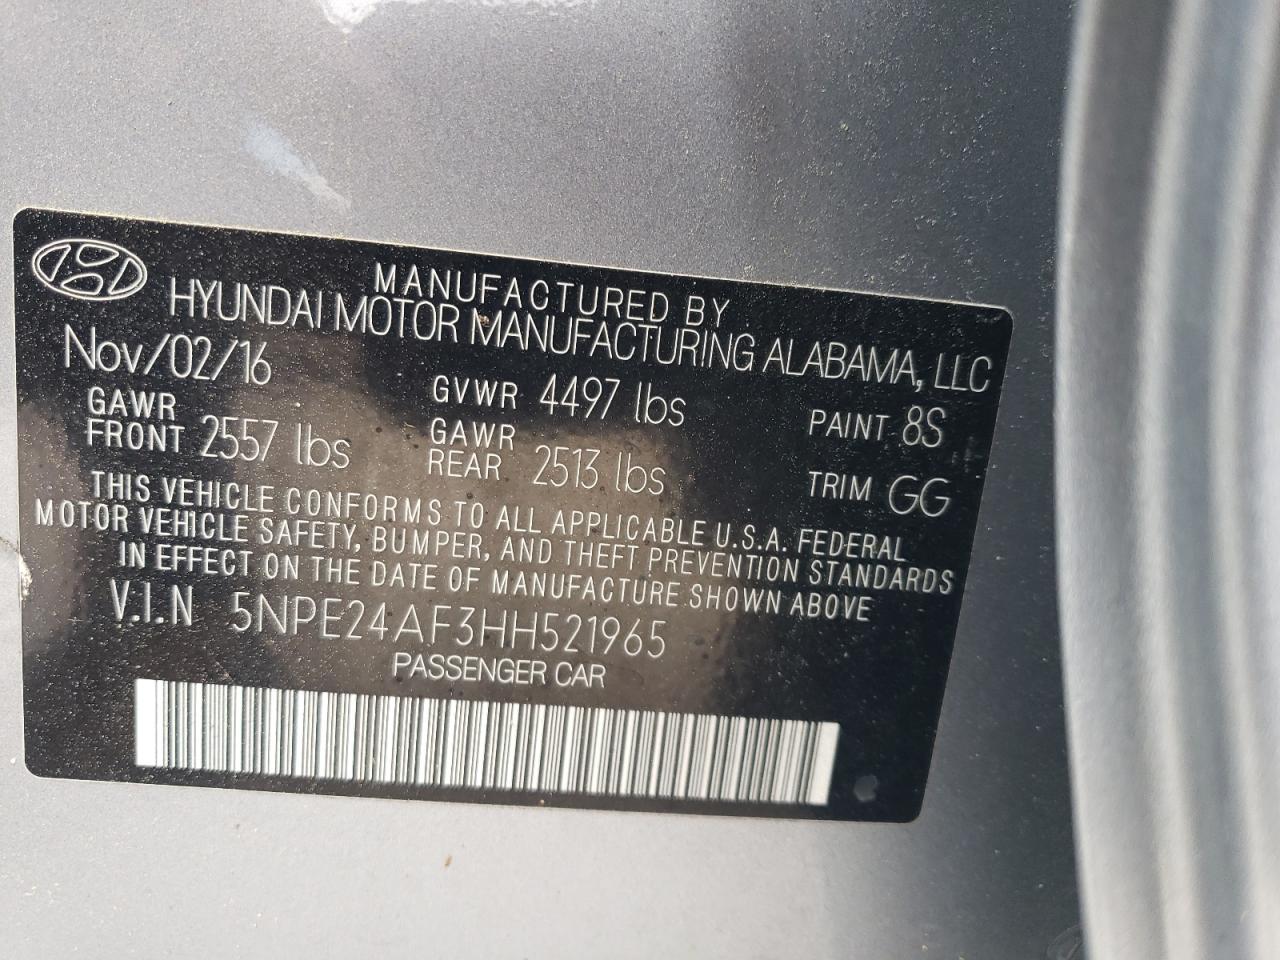 MANUFACTURED BY
HYUNDAI MOTOR MANUFACTURING ALABAMA, LLC
Nov/02/16 GVWR 4497 lbs PAINT 8S
GAWR FRONT 2557 lbs GAWR REAR 2513 lbs TRIM GG
THIS VEHICLE CONFORMS TO ALL APPLICABLE U.S.A. FEDERAL
MOTOR VEHICLE SAFETY, BUMPER, AND THEFT PREVENTION STANDARDS
IN EFFECT ON THE DATE OF MANUFACTURE SHOWN ABOVE
V.I.N 5NPE24AF3HH521965
PASSENGER CAR